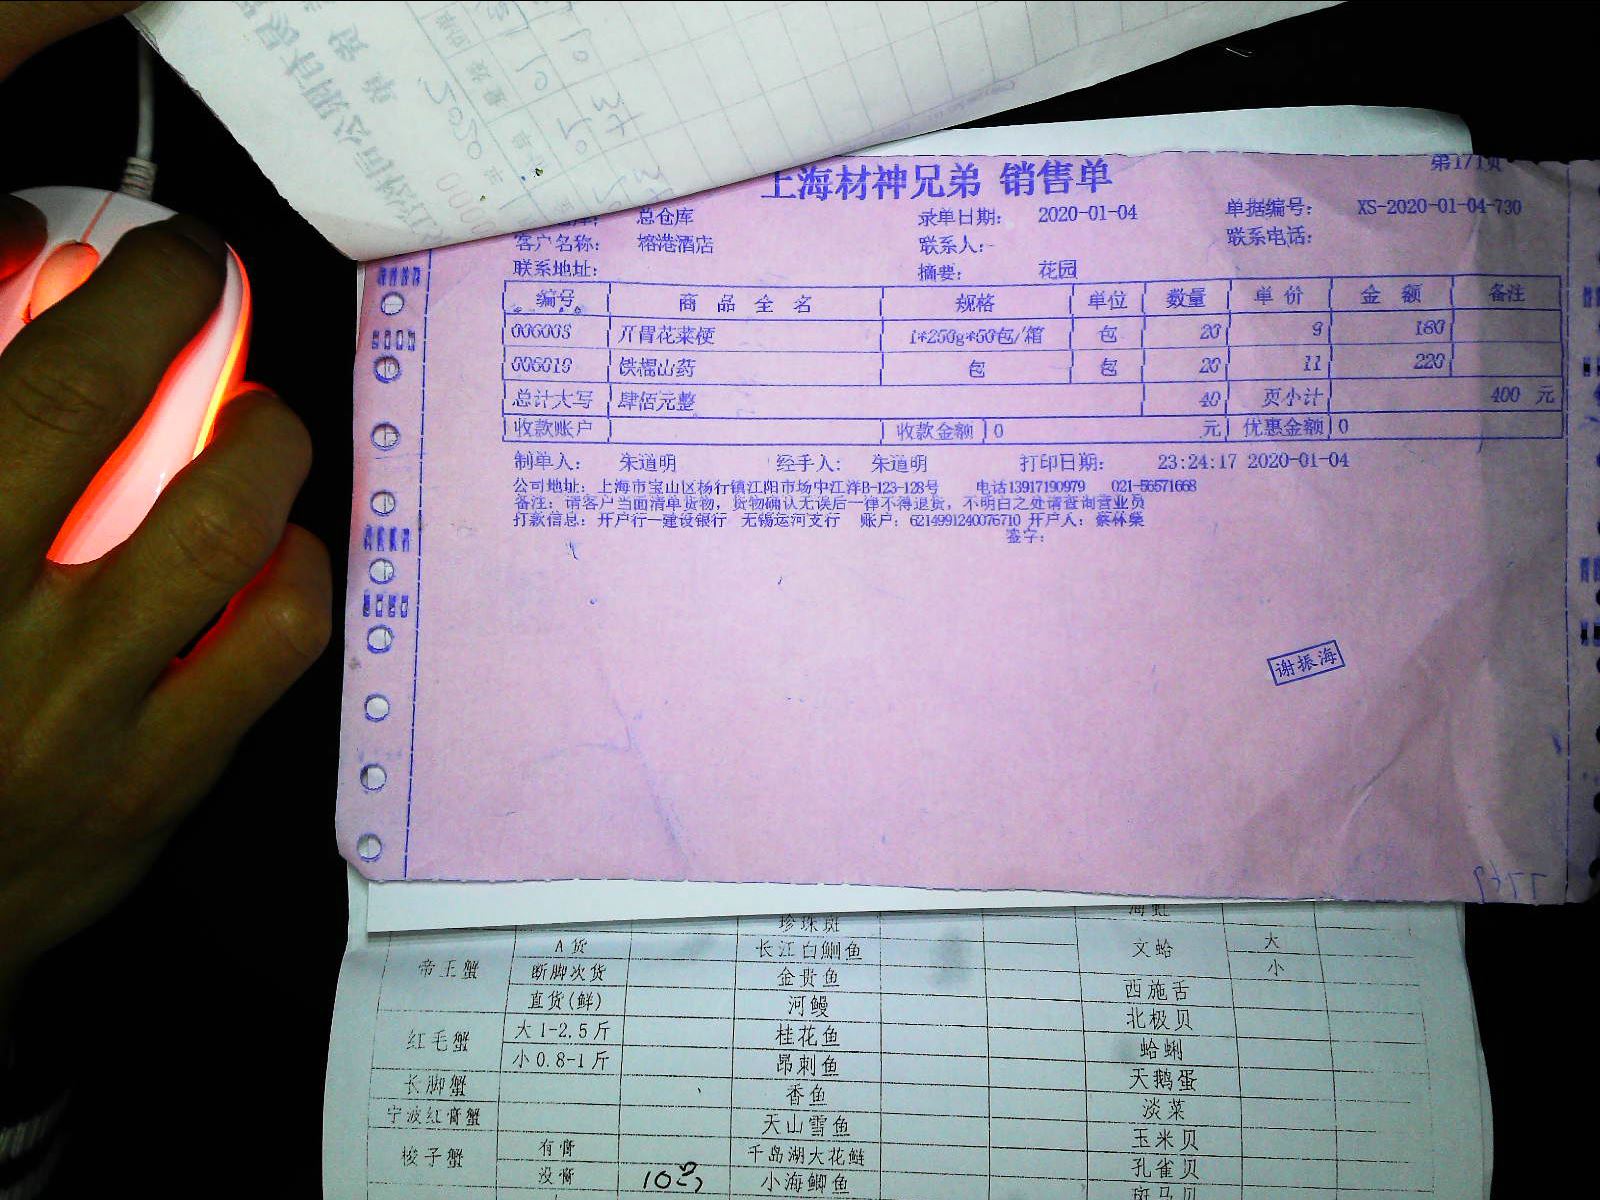 上海材神兄弟 销售单
第1/1页
总仓库 录单日期: 2020-01-04 单据编号: XS-2020-01-04-730
客户名称: 榕港酒店 联系人: 联系电话:
联系地址: 摘要: 花园
编号 商品全名 规格 单位 数量 单价 金额 备注
006005 开胃花菜梗 1*250g*50包/箱 包 20 9 180
006019 铁棍山药 包 包 20 11 220
总计大写 肆佰元整 40 页小计 400 元
收款账户 收款金额 0 元 优惠金额 0
制单人: 朱道明 经手人: 朱道明 打印日期: 23:24:17 2020-01-04
公司地址: 上海市宝山区杨行镇江阳市场中江洋B-123-128号 电话13917190979 021-56571668
备注: 请客户当面清单货物, 货物确认无误后一律不得退货, 不明白之处请查询营业员
打款信息: 开户行—建设银行 无锡运河支行 账户: 6214991240076710 开户人: 蔡林燊
签字:
谢振海
珍珠斑 海虹
帝王蟹 A货 长江白鮰鱼 文蛤 大
断脚次货 金贵鱼 小
直货(鲜) 河鳗 西施舌
红毛蟹 大1-2.5斤 桂花鱼 北极贝
小0.8-1斤 昂刺鱼 蛤蜊
长脚蟹 香鱼 天鹅蛋
宁波红膏蟹 天山雪鱼 淡菜
梭子蟹 有膏 千岛湖大花鲢 玉米贝
没膏 小海鲫鱼 孔雀贝
斑马贝